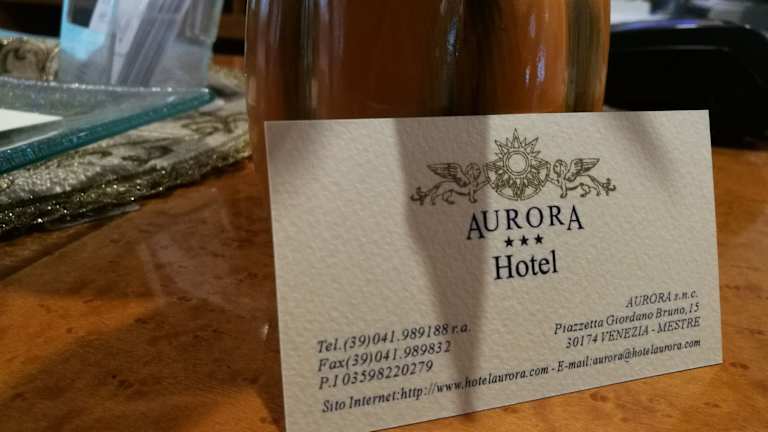 AURORA
★★★
Hotel
Tel.(39)041.989188 r.a.
Fax(39)041.989832
P.I 03598220279
AURORA s.n.c.
Piazzetta Giordano Bruno,15
30174 VENEZIA - MESTRE
Sito Internet:http://www.hotelaurora.com - E-mail:aurora@hotelaurora.com